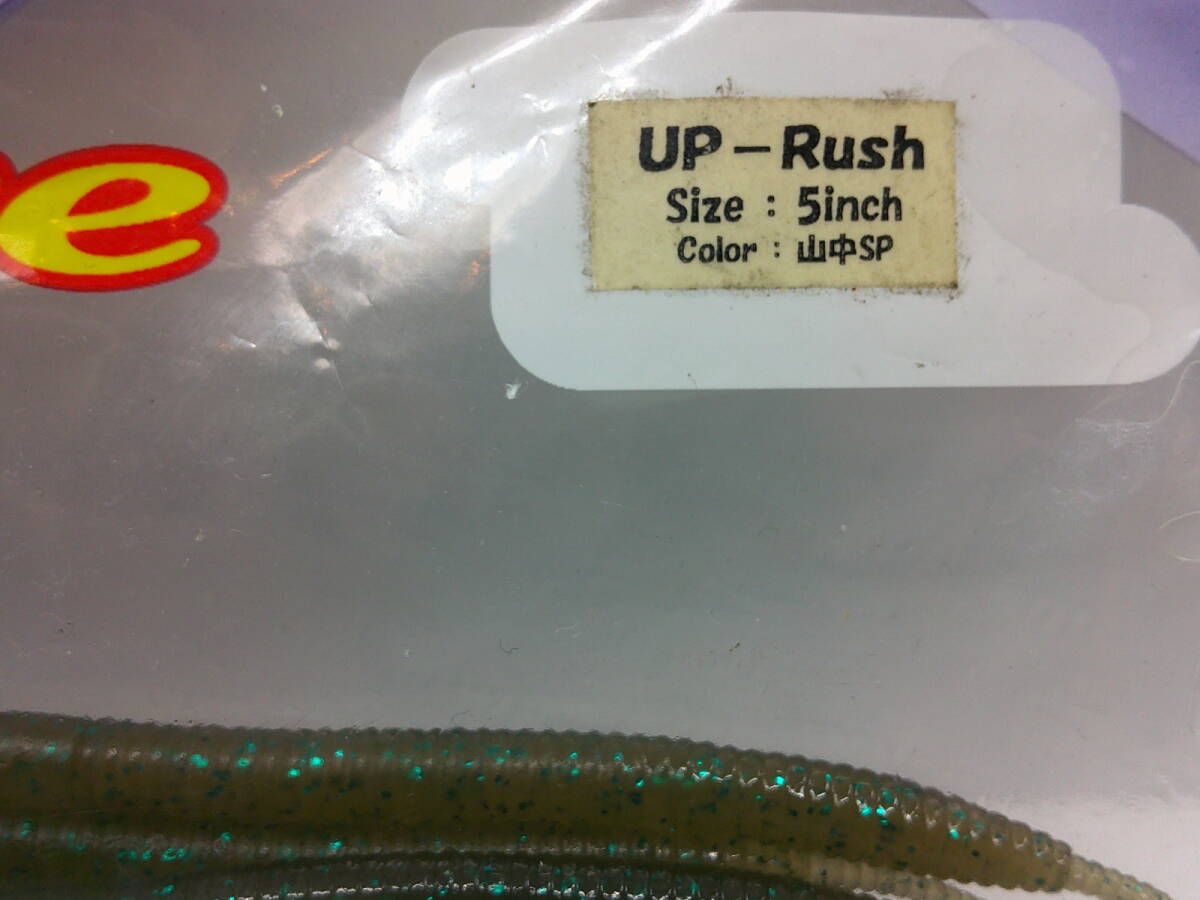 e
UP-Rush
Size : 5inch
Color : 山中SP